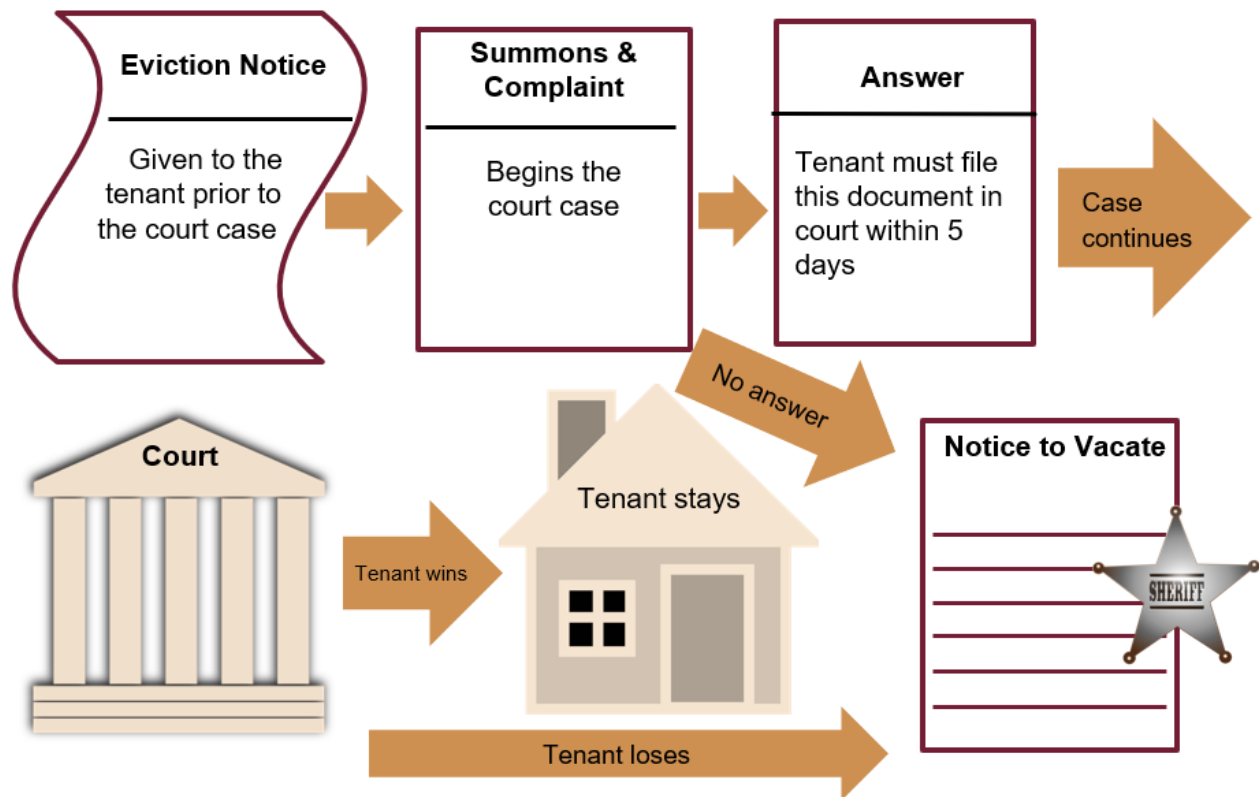 Eviction Notice
Given to the
tenant prior to
the court case
Summons &
Complaint
Begins the
court case
Answer
Tenant must file
this document in
court within 5
days
Case
continues
No answer
Court
Tenant wins
Tenant stays
Tenant loses
Notice to Vacate
SHERIFF